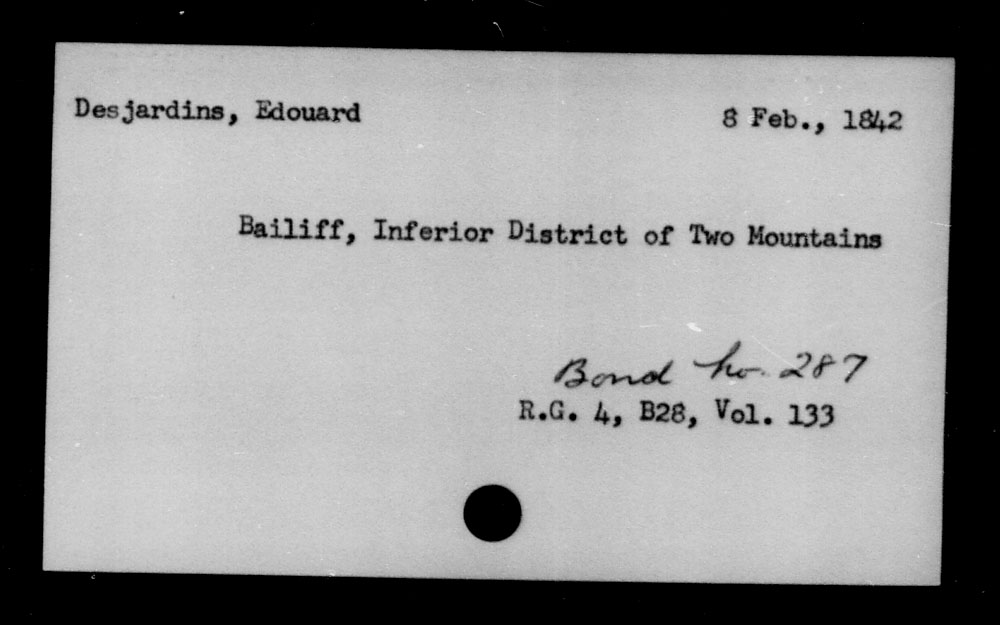 Desjardins, Edouard 8 Feb., 1842
Bailiff, Inferior District of Two Mountains
Bond No. 287
R.G. 4, B28, Vol. 133